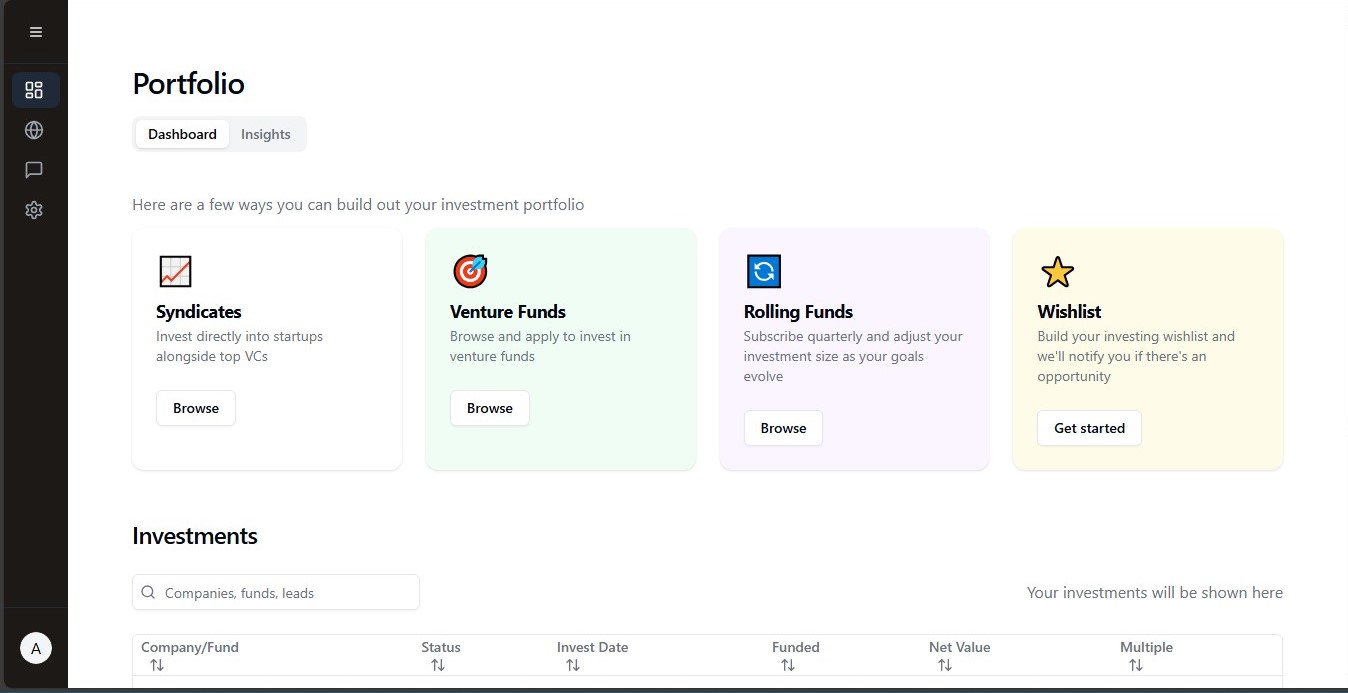 Portfolio
Dashboard Insights
Here are a few ways you can build out your investment portfolio
Syndicates
Invest directly into startups
alongside top VCs
Browse
Venture Funds
Browse and apply to invest in
venture funds
Browse
Rolling Funds
Subscribe quarterly and adjust your
investment size as your goals
evolve
Browse
Wishlist
Build your investing wishlist and
we'll notify you if there's an
opportunity
Get started
Investments
Companies, funds, leads
Your investments will be shown here
Company/Fund Status Invest Date Funded Net Value Multiple
A